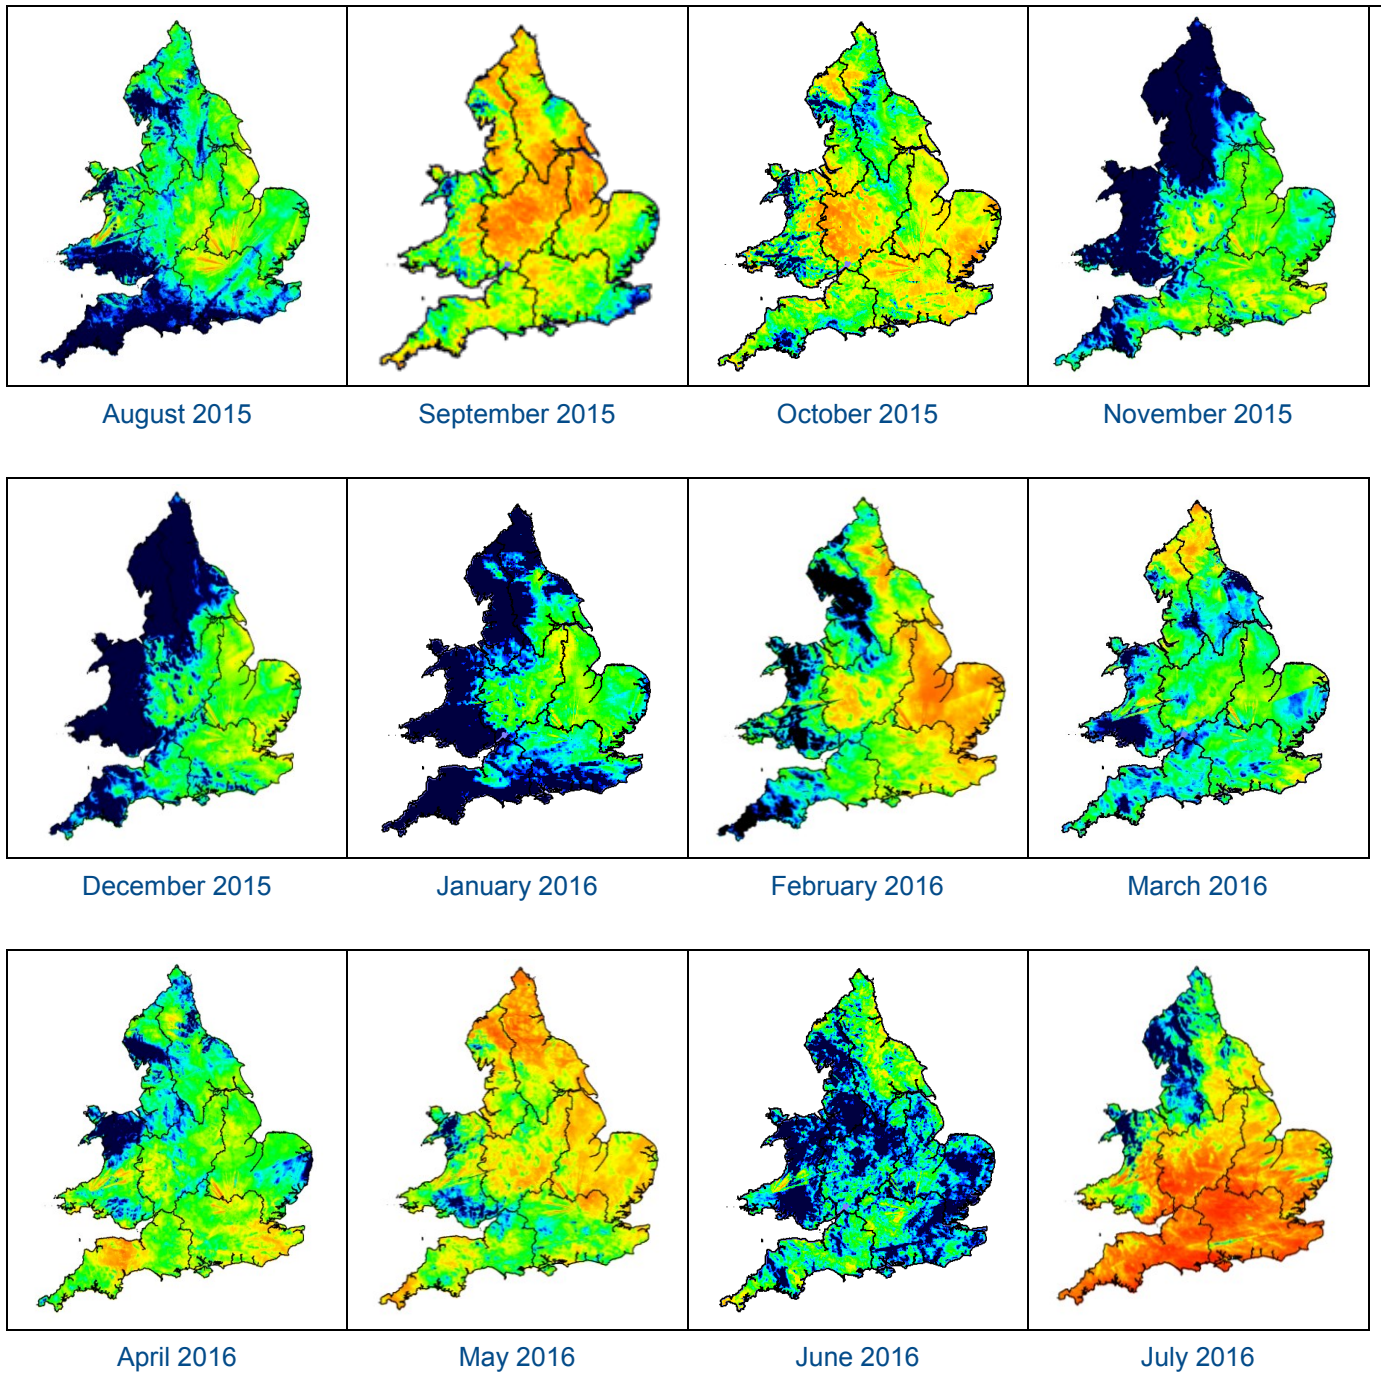 August 2015
September 2015
October 2015
November 2015
December 2015
January 2016
February 2016
March 2016
April 2016
May 2016
June 2016
July 2016